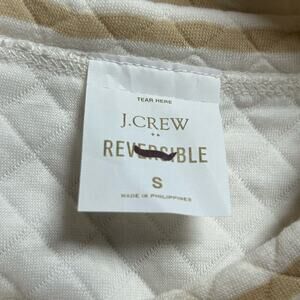 TEAR HERE
J.CREW
REVERSIBLE
S
MADE IN PHILIPPINES